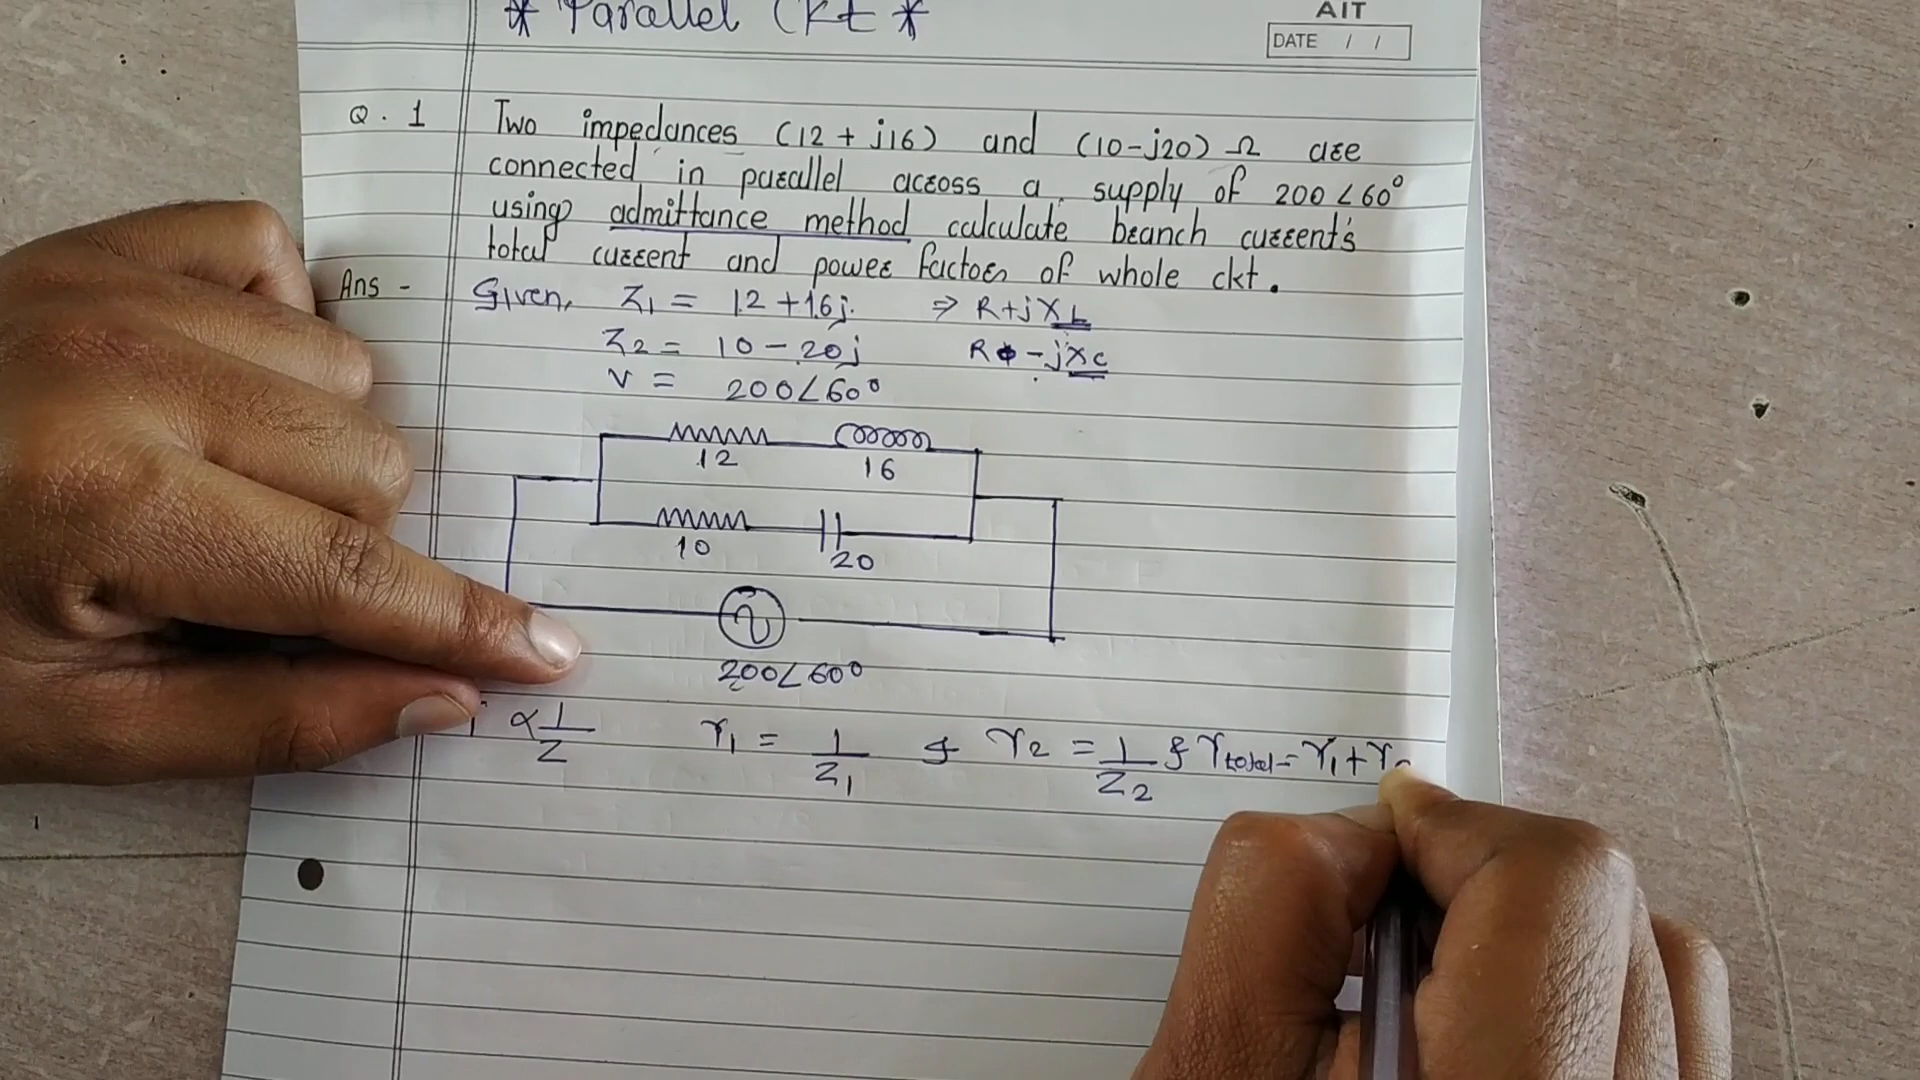 * Parallel Ckt *
AIT
DATE / /
Q. 1 Two impedances (12 + j16) and (10-j20) Ω are
connected in parallel across a supply of 200∠60°
using admittance method calculate branch current's
total current and power factor of whole ckt.
Ans - Given, Z1 = 12 + 16j ⇒ R+jXL
Z2 = 10 - 20j R - jXc
V = 200∠60°
12 16
10 20
200∠60°
∝ 1/Z Y1 = 1/Z1 & Y2 = 1/Z2 & Ytotal = Y1 + Y2